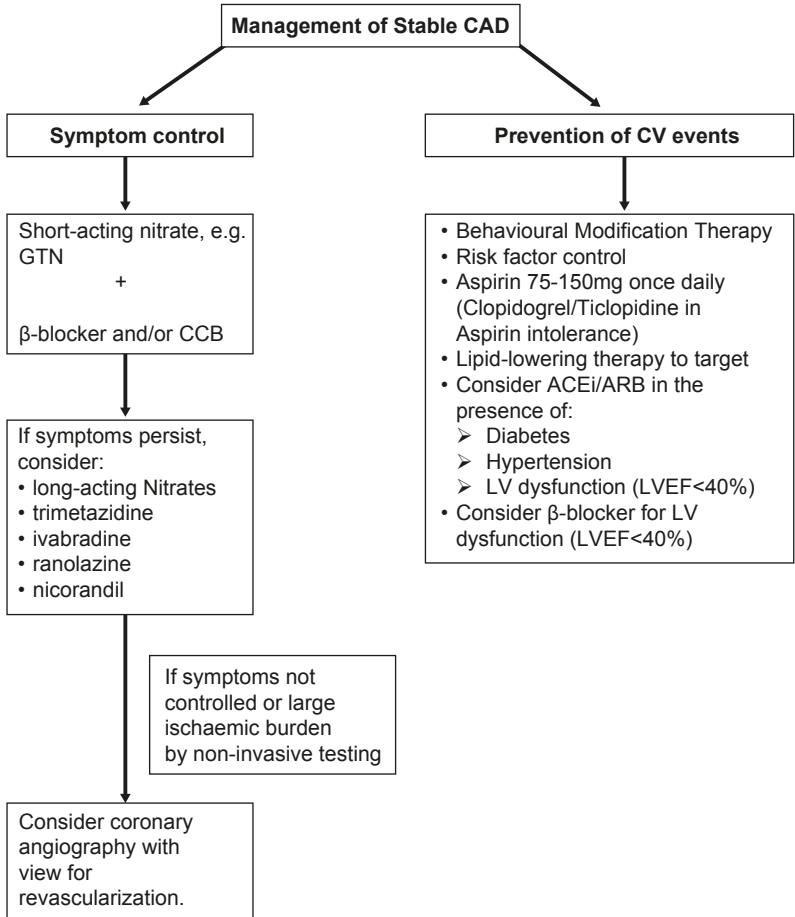 Management of Stable CAD
Symptom control
Prevention of CV events
Short-acting nitrate, e.g.
GTN
+
β-blocker and/or CCB
If symptoms persist,
consider:
• long-acting Nitrates
• trimetazidine
• ivabradine
• ranolazine
• nicorandil
If symptoms not
controlled or large
ischaemic burden
by non-invasive testing
Consider coronary
angiography with
view for
revascularization.
• Behavioural Modification Therapy
• Risk factor control
• Aspirin 75-150mg once daily
(Clopidogrel/Ticlopidine in
Aspirin intolerance)
• Lipid-lowering therapy to target
• Consider ACEi/ARB in the
presence of:
➢ Diabetes
➢ Hypertension
➢ LV dysfunction (LVEF<40%)
• Consider β-blocker for LV
dysfunction (LVEF<40%)